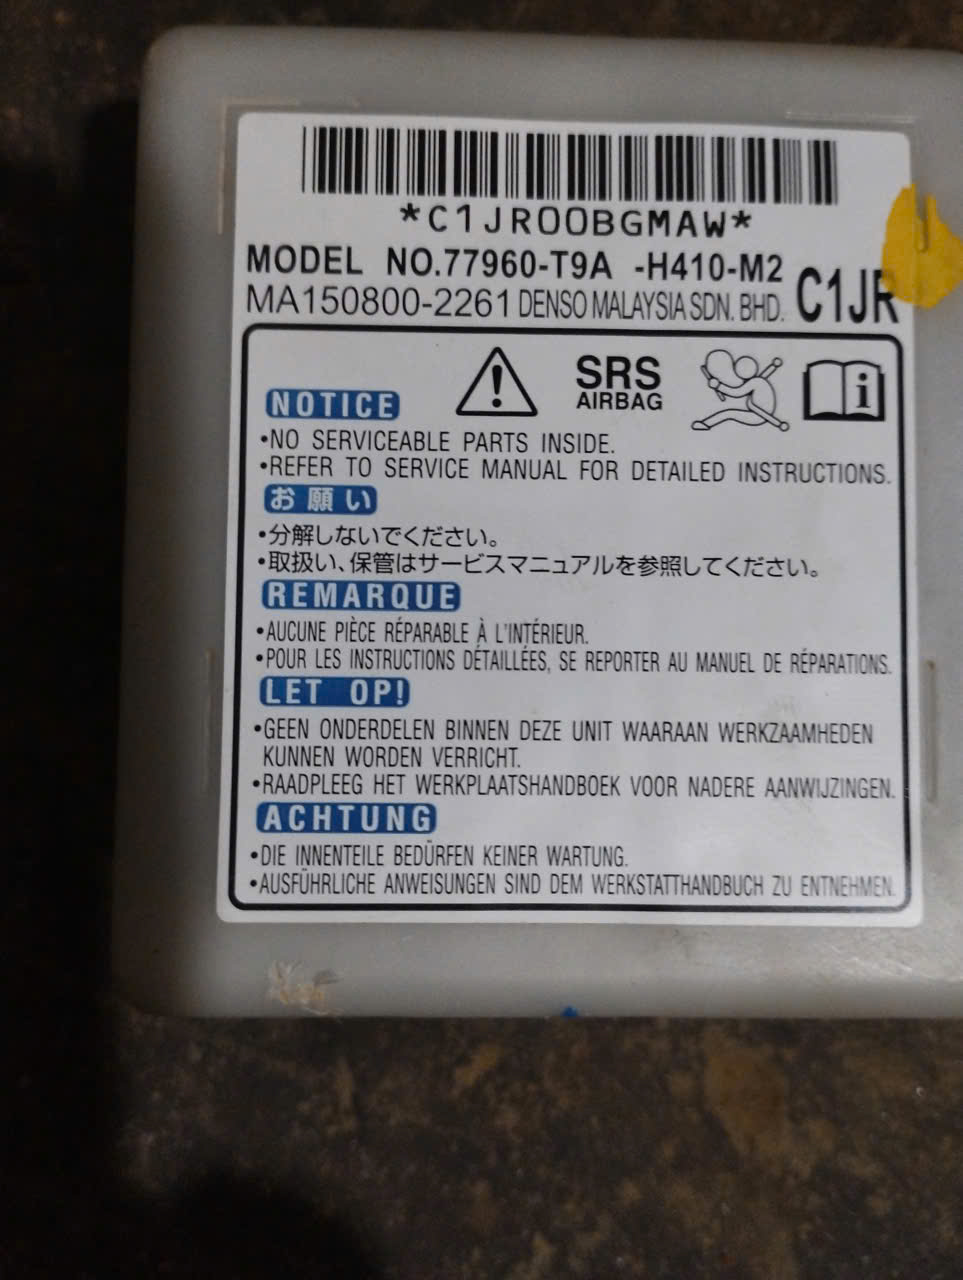 *C1JR00BGMAW*
MODEL NO.77960-T9A -H410-M2
MA150800-2261 DENSO MALAYSIA SDN. BHD. C1JR
SRS
AIRBAG
NOTICE
•NO SERVICEABLE PARTS INSIDE.
•REFER TO SERVICE MANUAL FOR DETAILED INSTRUCTIONS.
お願い
•分解しないでください。
•取扱い、保管はサービスマニュアルを参照してください。
REMARQUE
•AUCUNE PIÈCE RÉPARABLE À L'INTÉRIEUR.
•POUR LES INSTRUCTIONS DÉTAILLÉES, SE REPORTER AU MANUEL DE RÉPARATIONS.
LET OP!
•GEEN ONDERDELEN BINNEN DEZE UNIT WAARAAN WERKZAAMHEDEN
KUNNEN WORDEN VERRICHT.
•RAADPLEEG HET WERKPLAATSHANDBOEK VOOR NADERE AANWIJZINGEN.
ACHTUNG
•DIE INNENTEILE BEDÜRFEN KEINER WARTUNG.
•AUSFÜHRLICHE ANWEISUNGEN SIND DEM WERKSTATTHANDBUCH ZU ENTNEHMEN.